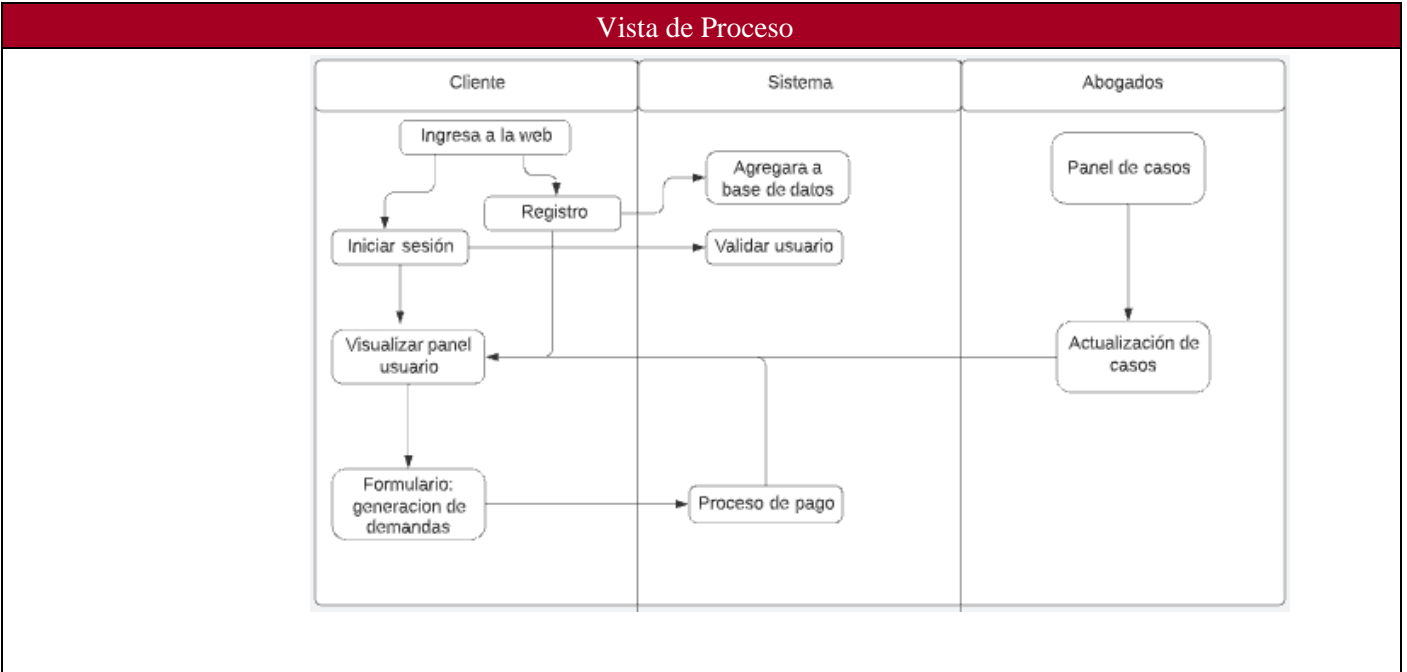 Vista de Proceso
Cliente
Sistema
Abogados
Ingresa a la web
Agregara a
base de datos
Panel de casos
Registro
Iniciar sesión
Validar usuario
Visualizar panel
usuario
Actualización de
casos
Formulario:
generacion de
demandas
Proceso de pago